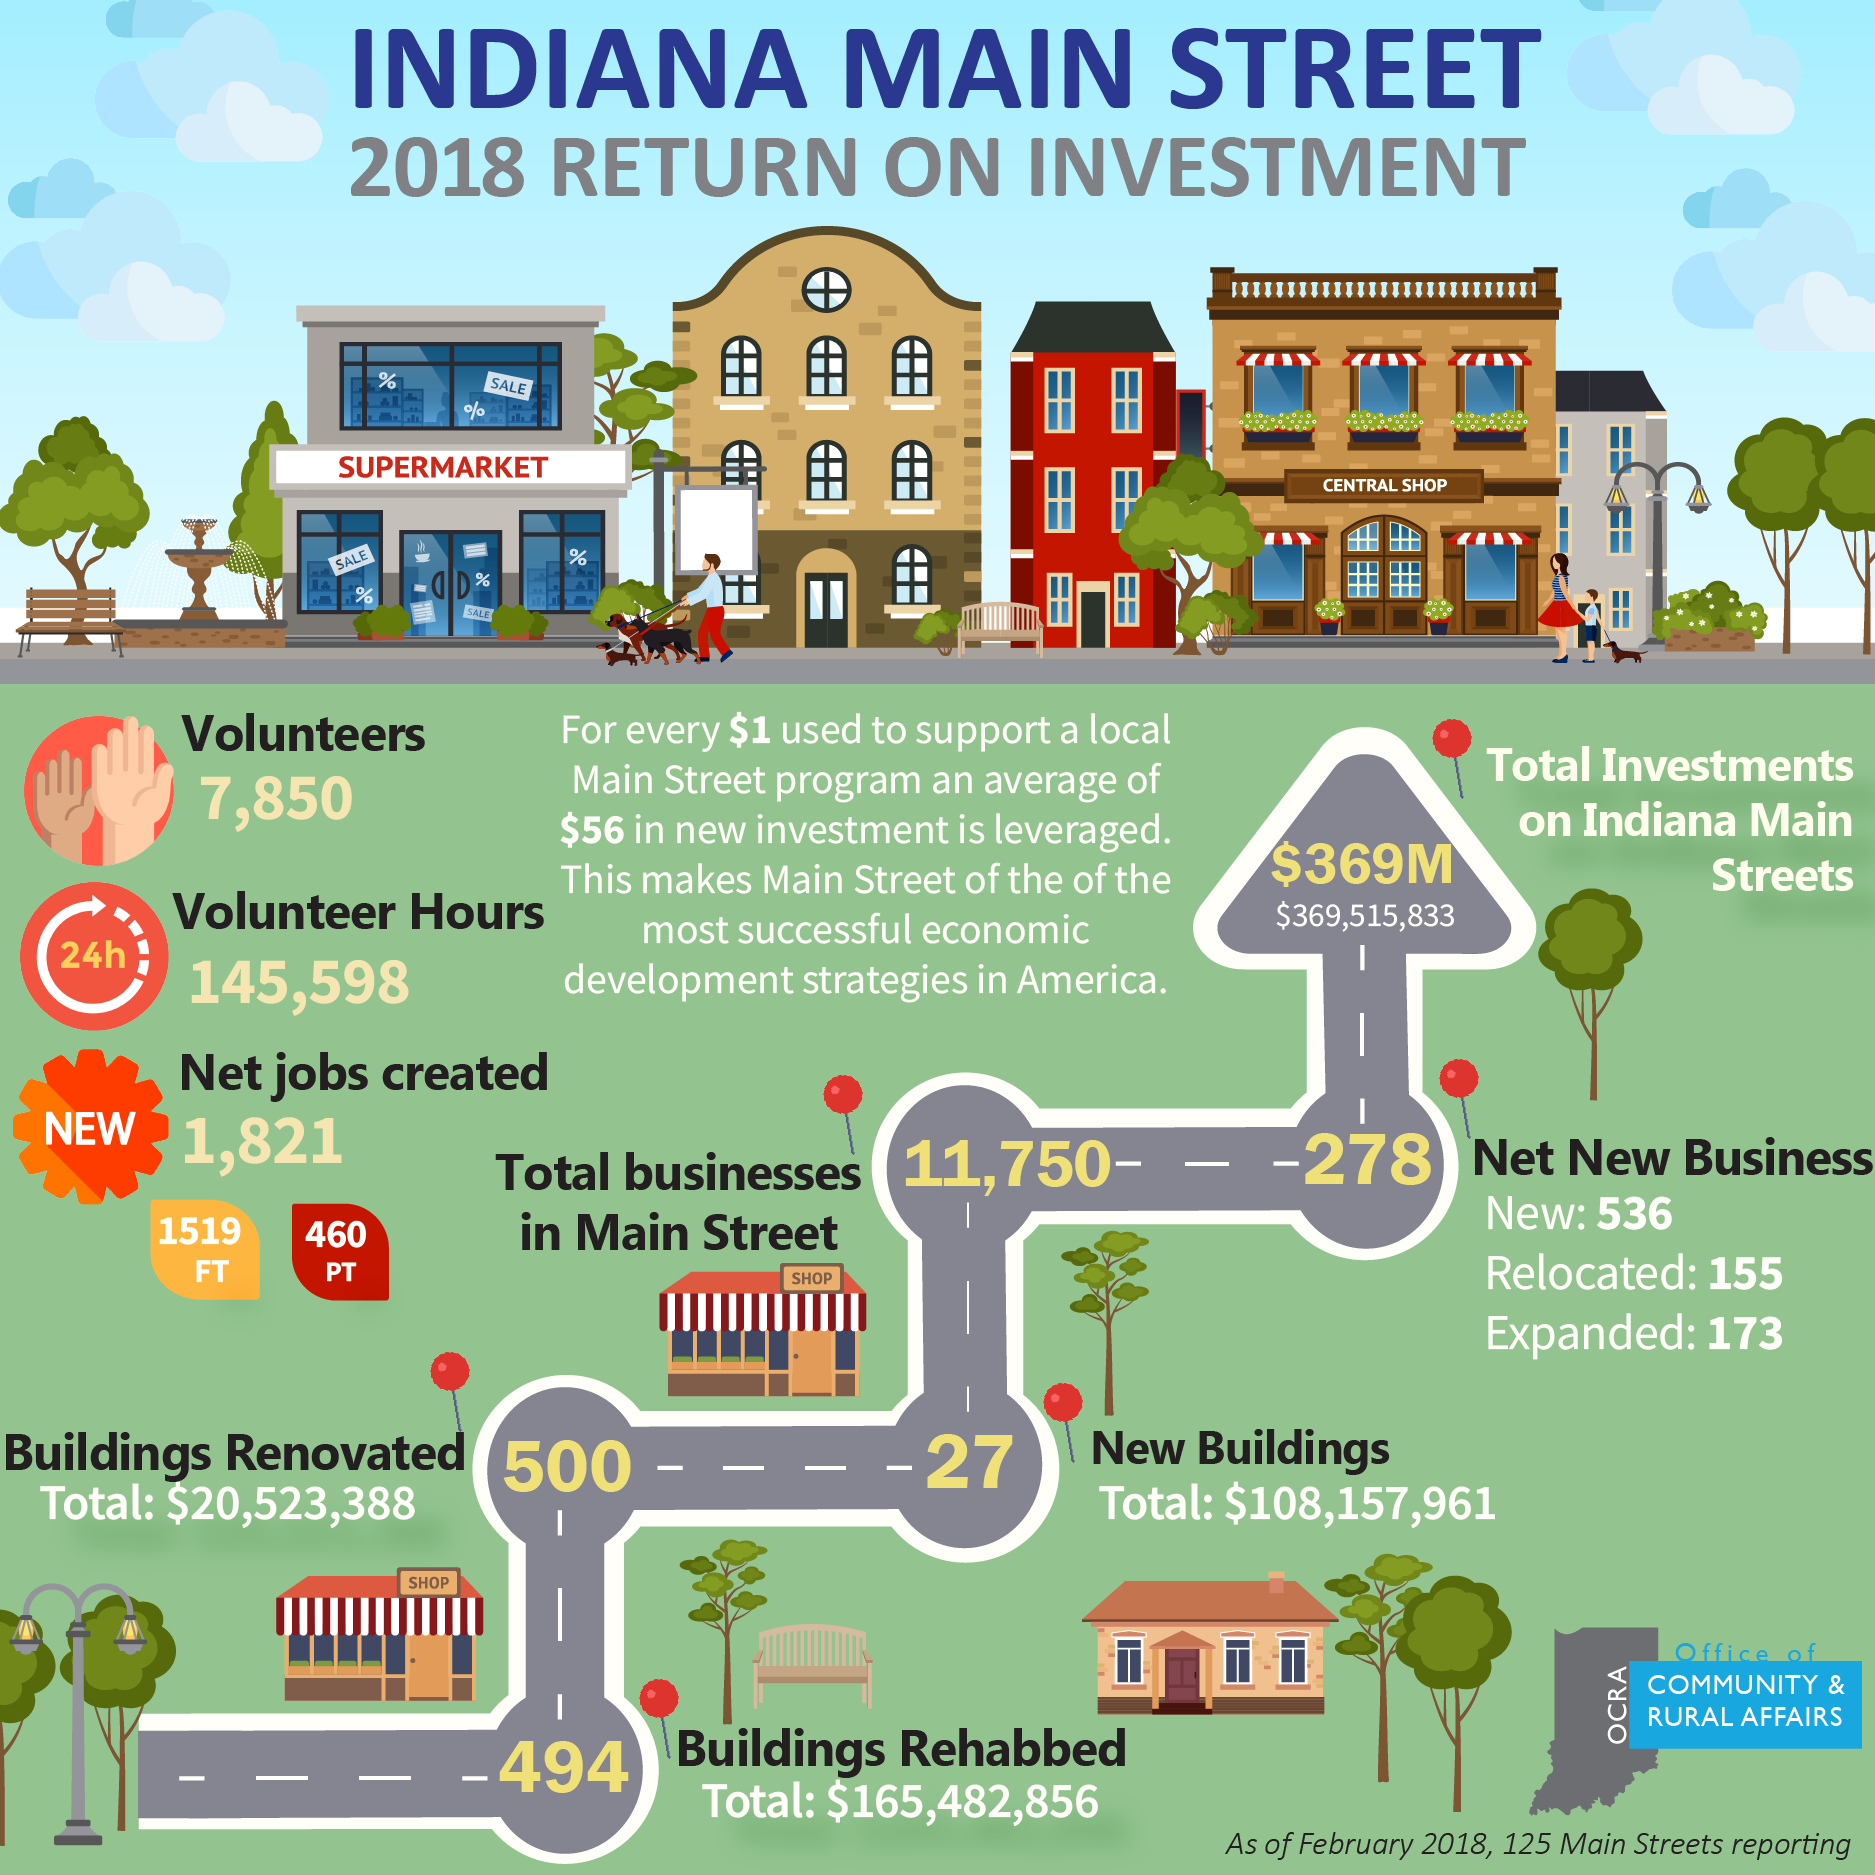 INDIANA MAIN STREET
2018 RETURN ON INVESTMENT
%
SALE
%
SUPERMARKET
CENTRAL SHOP
SALE
%
%
SALE
%
Volunteers
7,850
For every $1 used to support a local
Main Street program an average of
$56 in new investment is leveraged.
This makes Main Street of the of the
most successful economic
development strategies in America.
Total Investments
on Indiana Main
Streets
$369M
$369,515,833
24h
Volunteer Hours
145,598
NEW
Net jobs created
1,821
1519
FT
460
PT
Total businesses
in Main Street
11,750
278
Net New Business
New: 536
Relocated: 155
Expanded: 173
SHOP
Buildings Renovated
Total: $20,523,388
500
27
New Buildings
Total: $108,157,961
SHOP
494
Buildings Rehabbed
Total: $165,482,856
OCRA
Office of
COMMUNITY &
RURAL AFFAIRS
As of February 2018, 125 Main Streets reporting